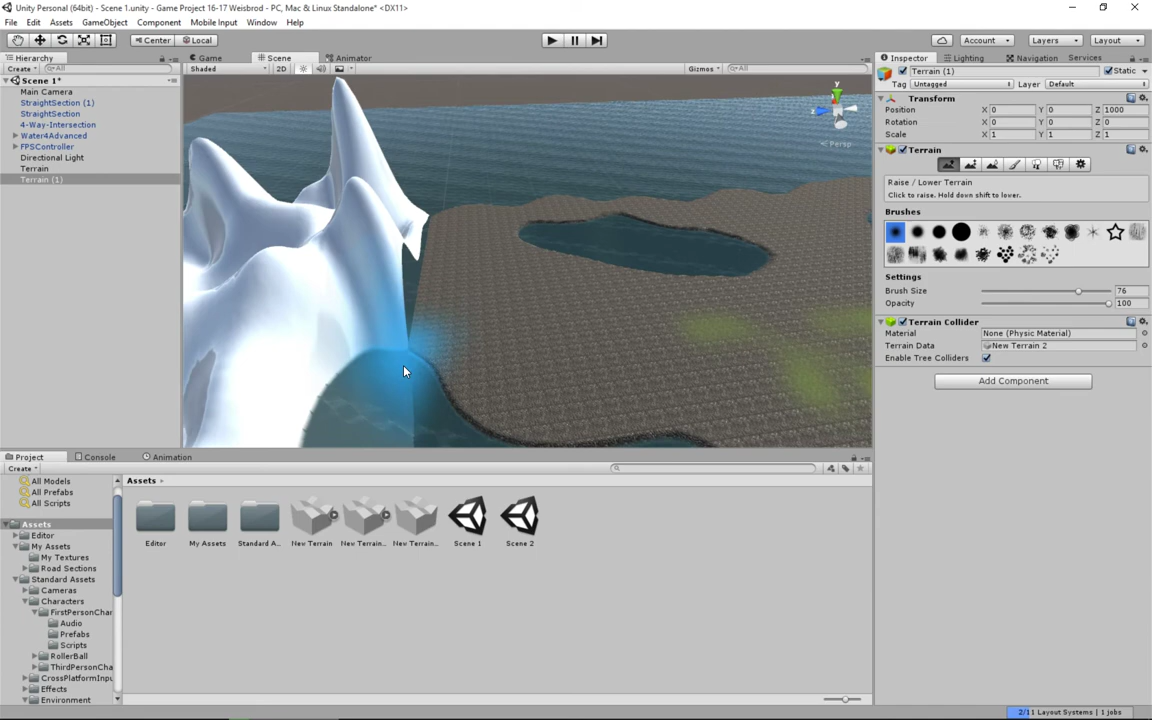 Unity Personal (64bit) - Scene 1.unity - Game Project 16-17 Weisbrod - PC, Mac & Linux Standalone* <DX11>
File Edit Assets GameObject Component Mobile Input Window Help
Center Local Account Layers Layout
Hierarchy Game Scene Animator Inspector Lighting Navigation Services
Create All Shaded 2D Gizmos All Terrain (1) Static
Scene 1* Tag Untagged Layer Default
Main Camera
StraightSection (1)
StraightSection
4-Way-Intersection
Water4Advanced
FPSController
Directional Light
Terrain
Terrain (1)
y
Persp
Transform
Position X 0 Y 0 Z 1000
Rotation X 0 Y 0 Z 0
Scale X 1 Y 1 Z 1
Terrain
Raise / Lower Terrain
Click to raise. Hold down shift to lower.
Brushes
Settings
Brush Size 76
Opacity 100
Terrain Collider
Material None (Physic Material)
Terrain Data New Terrain 2
Enable Tree Colliders
Add Component
Project Console Animation
Create
All Models
All Prefabs
All Scripts
Assets
Editor
My Assets
My Textures
Road Sections
Standard Assets
Cameras
Characters
FirstPersonChar
Audio
Prefabs
Scripts
RollerBall
ThirdPersonCha
CrossPlatformInpu
Effects
Environment
Assets
Editor My Assets Standard A... New Terrain New Terrain... New Terrain... Scene 1 Scene 2
2/11 Layout Systems | 1 jobs